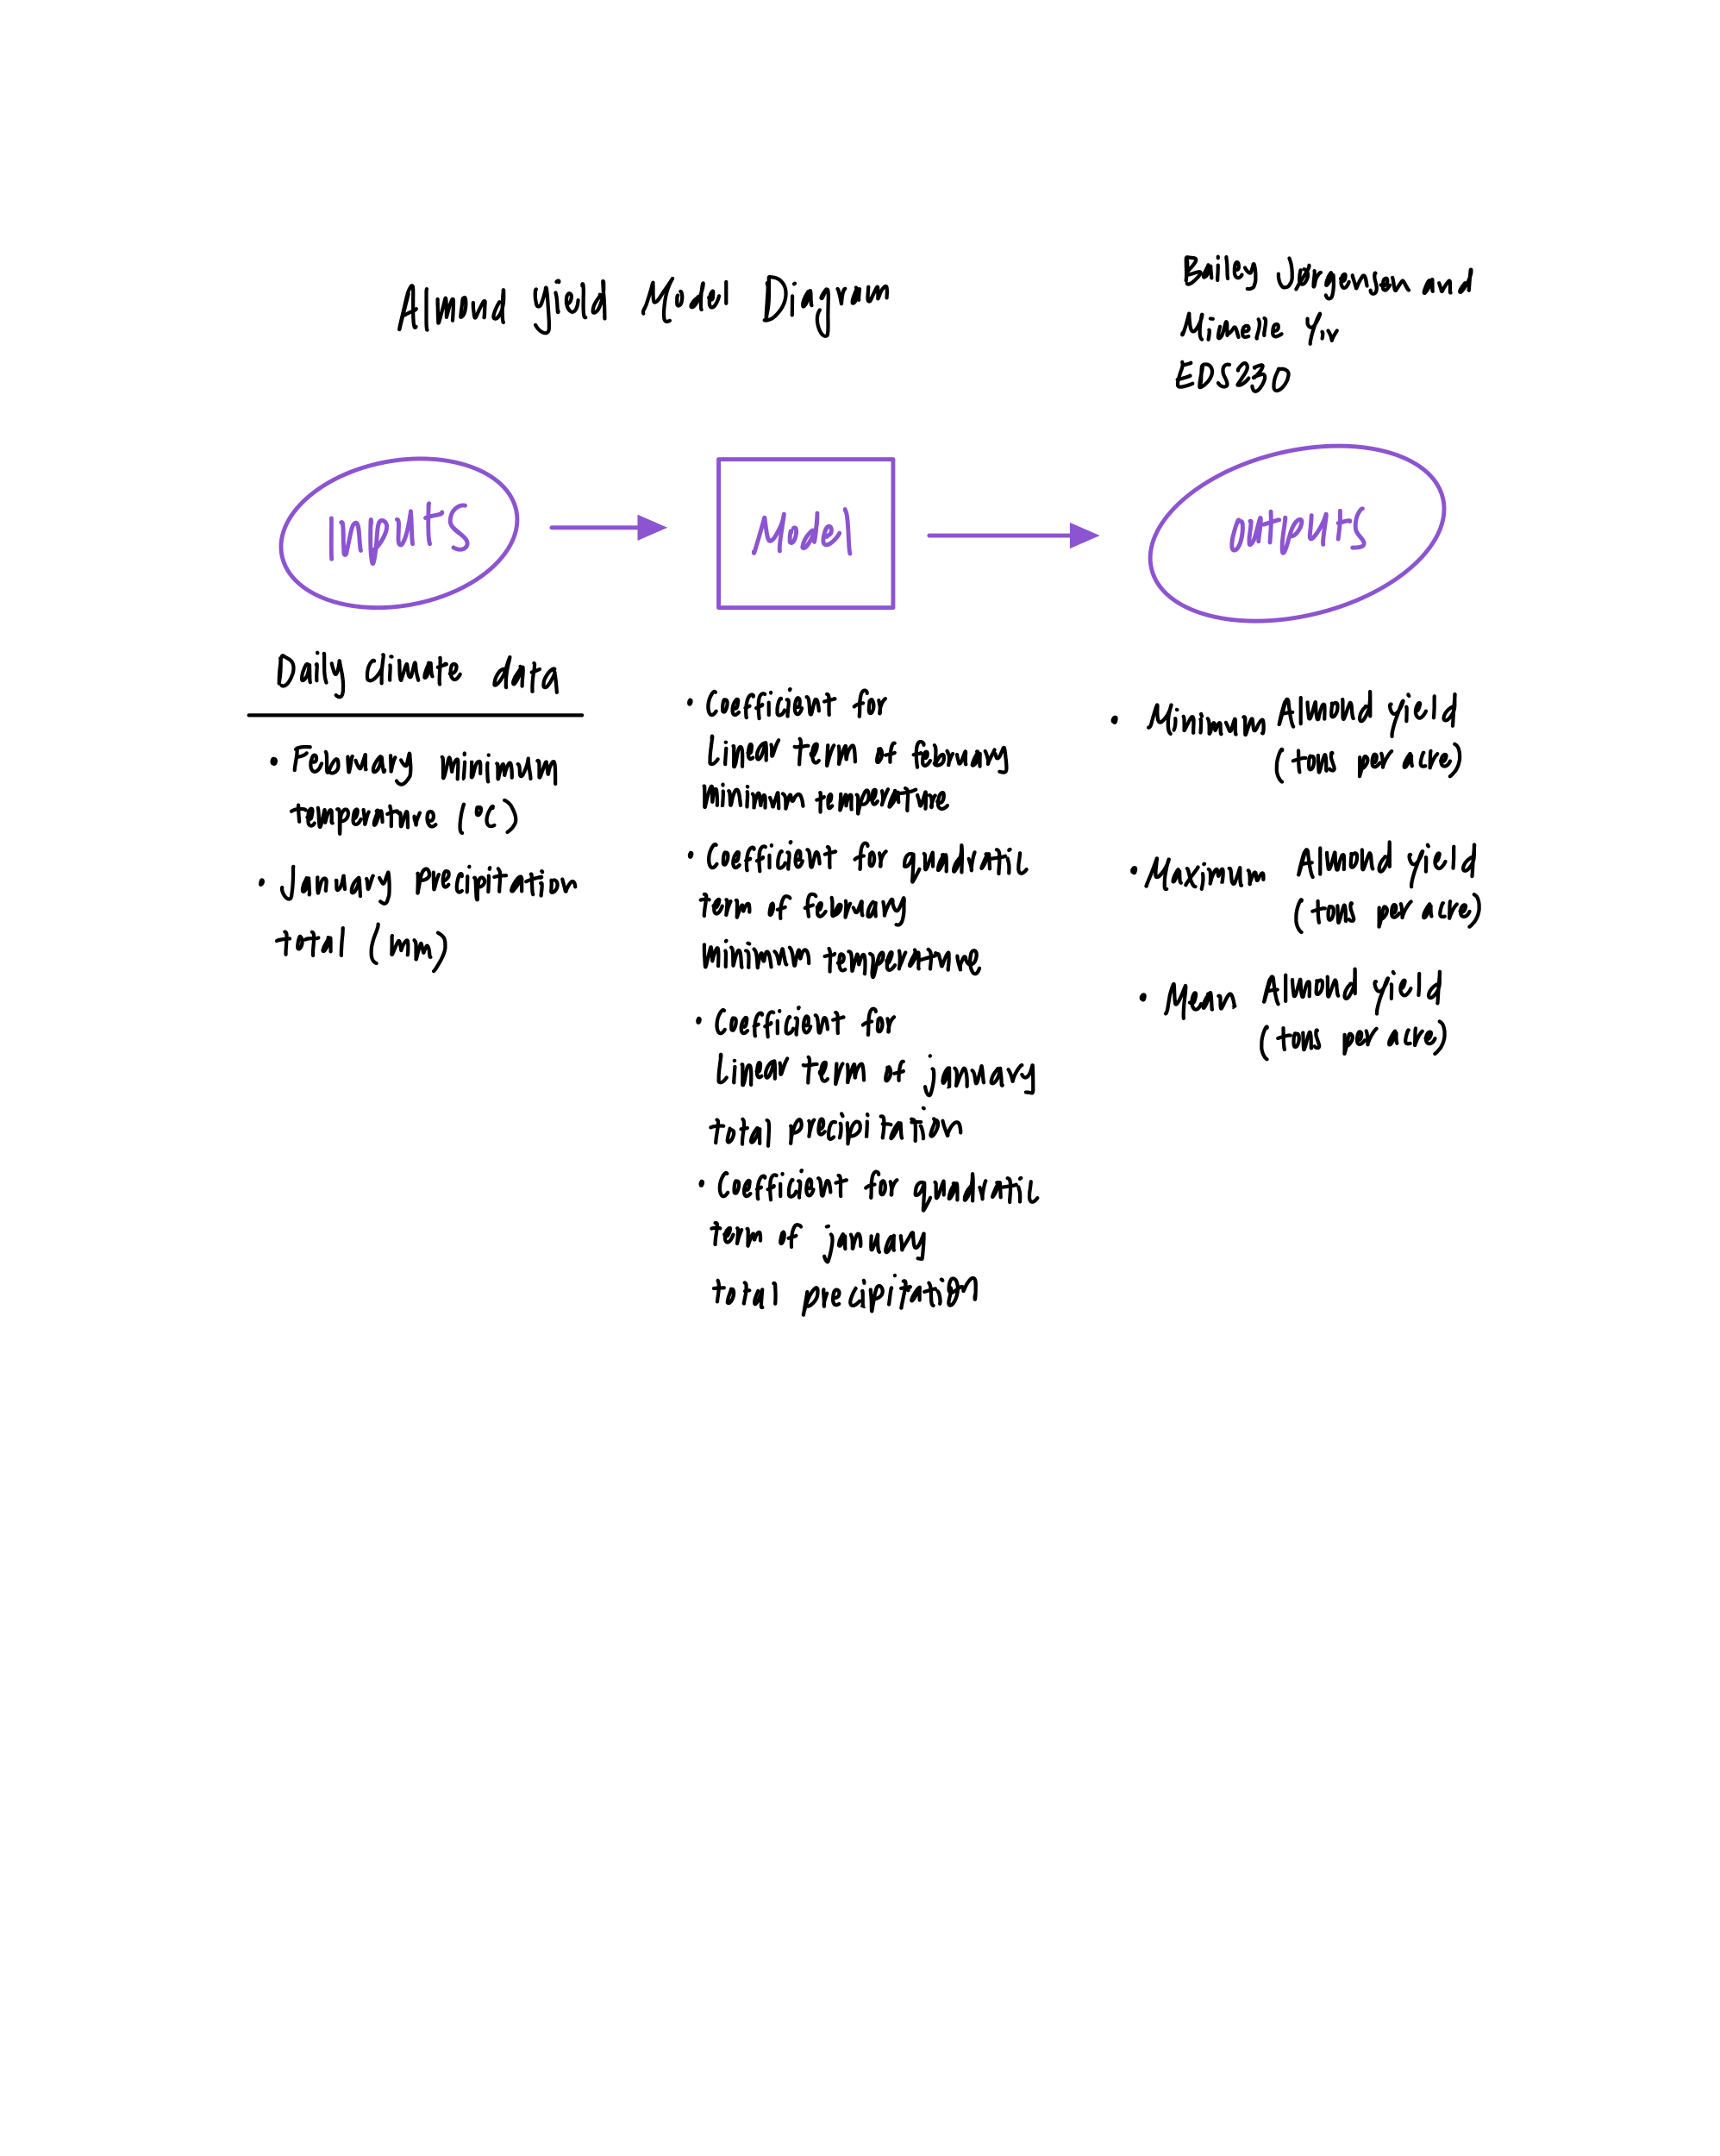 Almond yield Model Diagram
Bailey Jørgensen and
Mimelle Yiv
EDS230
Inputs
Model
outputs
Daily climate data
• February minimum
temperature (°C)
• January precipitation
total (mm)
• Coefficient for
Linear term of february
minimum temperature
• Coefficient for quadratic
term of february
minimum temperature
• Coefficient for
Linear term of january
total precipitation
• Coefficient for quadratic
term of january
total precipitation
• Minimum Almond yield
(tons per acre)
• Maximum Almond yield
(tons per acre)
• Mean Almond yield
(tons per acre)